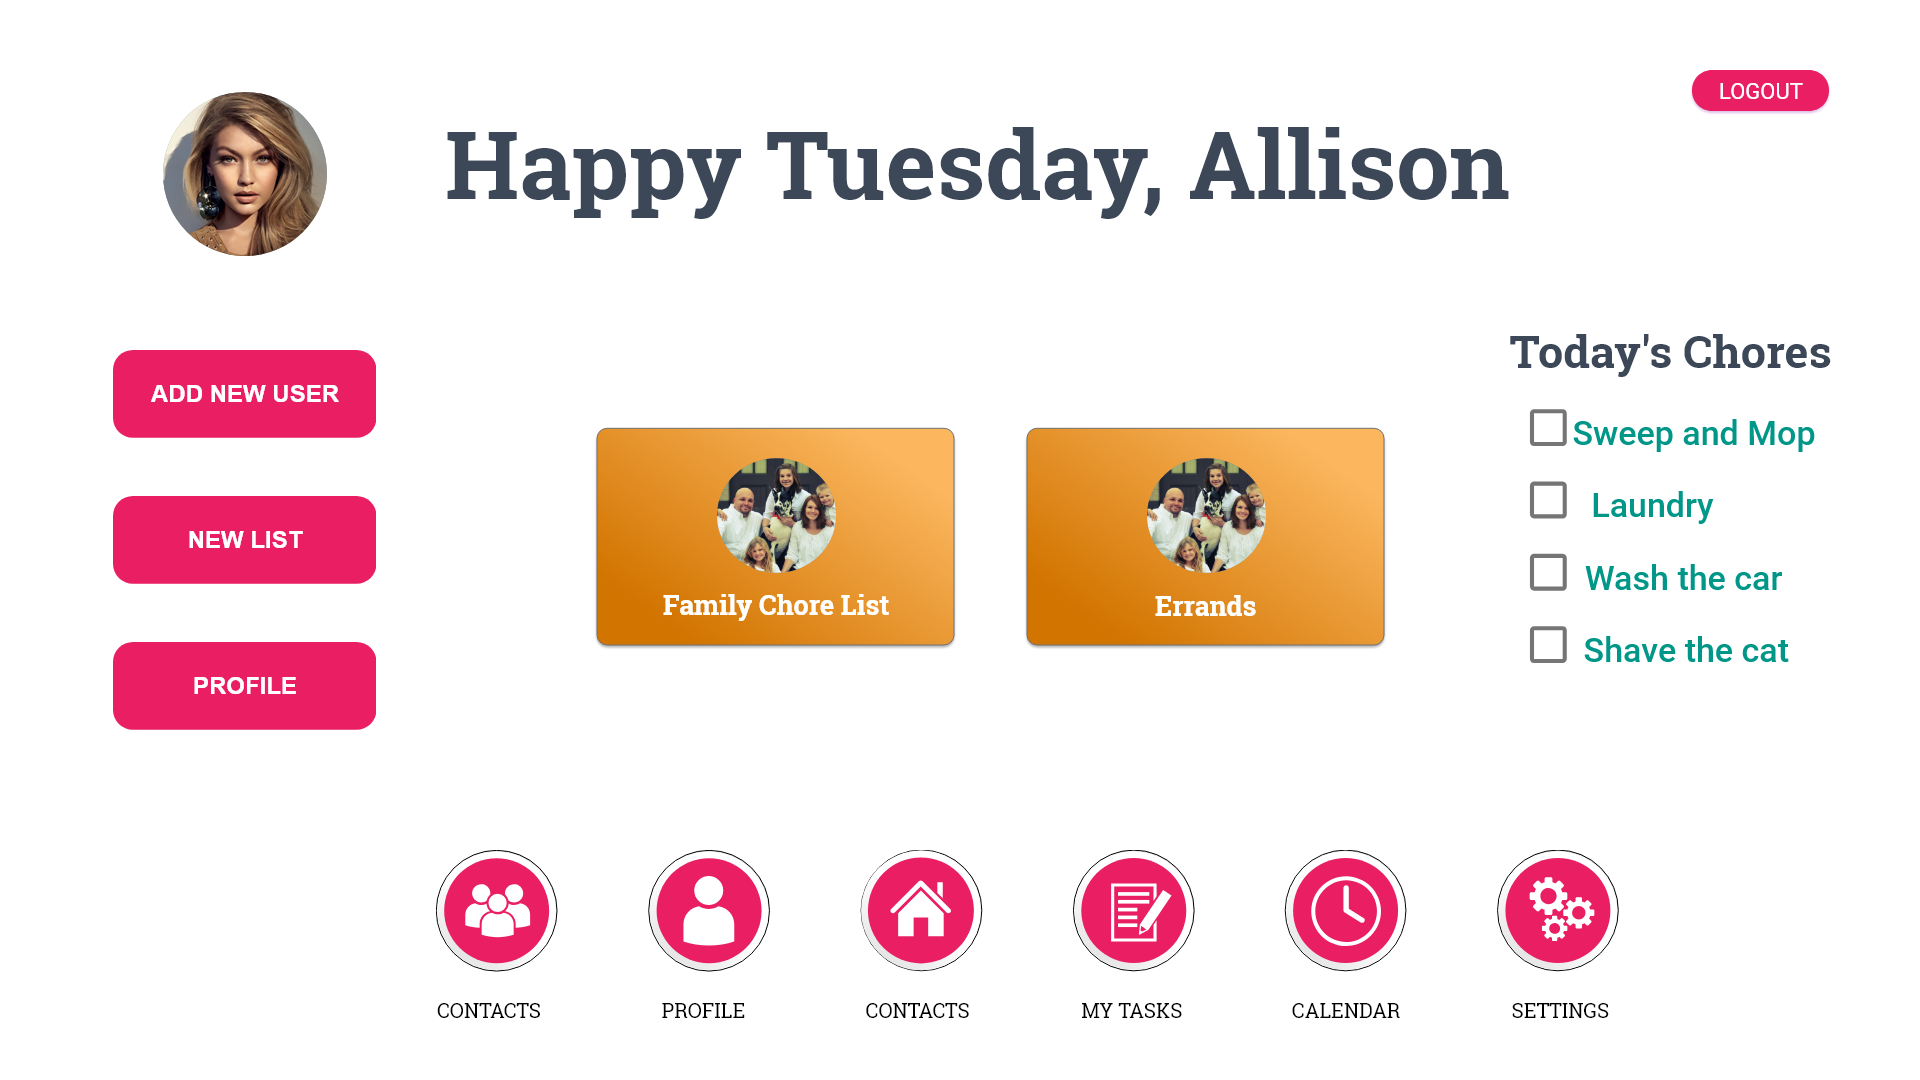 LOGOUT
Happy Tuesday, Allison
ADD NEW USER
NEW LIST
PROFILE
Family Chore List
Errands
Today's Chores
Sweep and Mop
Laundry
Wash the car
Shave the cat
CONTACTS
PROFILE
CONTACTS
MY TASKS
CALENDAR
SETTINGS